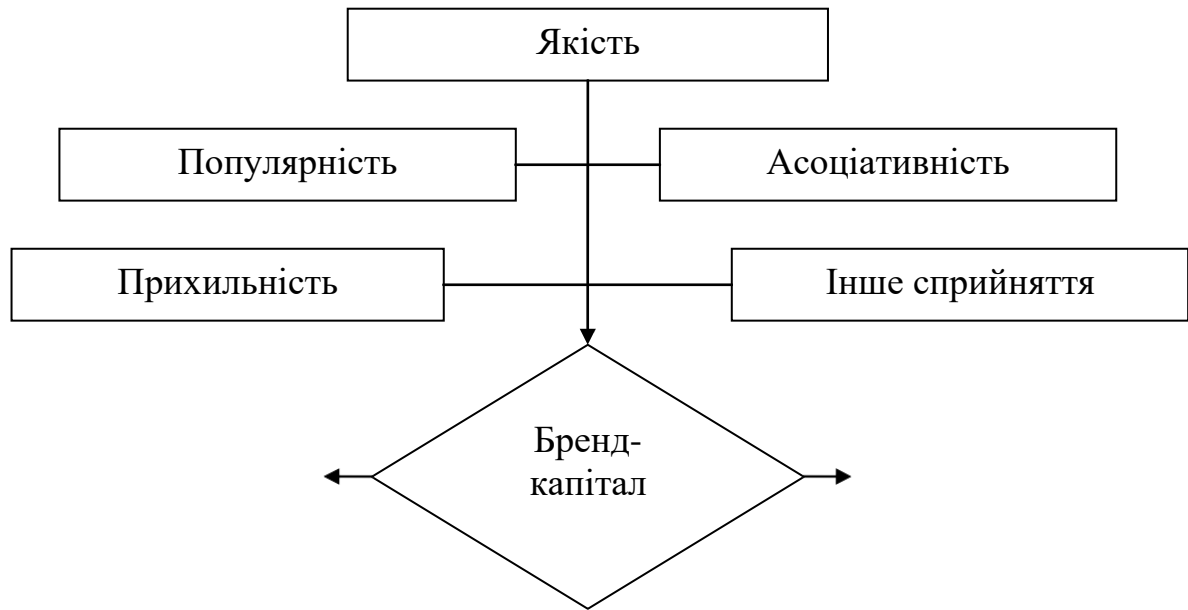 Якість
Популярність
Асоціативність
Прихильність
Інше сприйняття
Бренд-
капітал